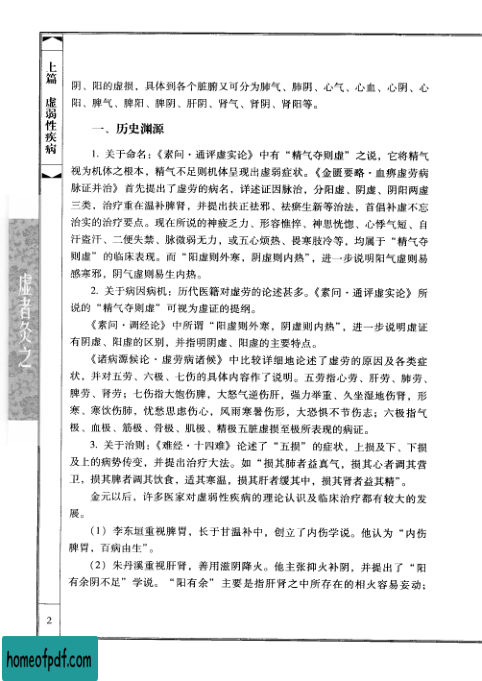 上篇 虚弱性疾病
虚者灸之
阴、阳的虚损，具体到各个脏腑又可分为肺气、肺阴、心气、心血、心阴、心
阳、脾气、脾阳、脾阴、肝阴、肾气、肾阴、肾阳等。
一、历史渊源
1. 关于命名：《素问·通评虚实论》中有“精气夺则虚”之说，它将精气
视为机体之根本，精气不足则机体呈现出虚弱症状。《金匮要略·血痹虚劳病
脉证并治》首先提出了虚劳的病名，详述证因脉治，分阳虚、阴虚、阴阳两虚
三类，治疗重在温补脾肾，并提出扶正祛邪、祛瘀生新等治法，首倡补虚不忘
治实的治疗要点。现在所说的神疲乏力、形容憔悴、神思恍惚、心悸气短、自
汗盗汗、二便失禁、脉微弱无力，或五心烦热、畏寒肢冷等，均属于“精气夺
则虚”的临床表现。而“阳虚则外寒，阴虚则内热”，进一步说明阳气虚则易
感寒邪，阴气虚则易生内热。
2. 关于病因病机：历代医籍对虚劳的论述甚多。《素问·通评虚实论》所
说的“精气夺则虚”可视为虚证的提纲。
《素问·调经论》中所谓“阳虚则外寒，阴虚则内热”，进一步说明虚证
有阴虚、阳虚的区别，并指明阴虚、阳虚的主要特点。
《诸病源候论·虚劳病诸候》中比较详细地论述了虚劳的原因及各类症
状，并对五劳、六极、七伤的具体内容作了说明。五劳指心劳、肝劳、肺劳、
脾劳、肾劳；七伤指大饱伤脾，大怒气逆伤肝，强力举重、久坐湿地伤肾，形
寒、寒饮伤肺，忧愁思虑伤心，风雨寒暑伤形，大恐惧不节伤志；六极指气
极、血极、筋极、骨极、肌极、精极五脏虚损至极所表现的病证。
3. 关于治则：《难经·十四难》论述了“五损”的症状，上损及下、下损
及上的病势传变，并提出治疗大法。如“损其肺者益真气，损其心者调其营
卫，损其脾者调其饮食，适其寒温，损其肝者缓其中，损其肾者益其精”。
金元以后，许多医家对虚弱性疾病的理论认识及临床治疗都有较大的发
展。
（1）李东垣重视脾胃，长于甘温补中，创立了内伤学说。他认为“内伤
脾胃，百病由生”。
（2）朱丹溪重视肝肾，善用滋阴降火。他主张抑火补阴，并提出了“阳
有余阴不足”学说。“阳有余”主要是指肝肾之中所存在的相火容易妄动；
2
homeofpdf.com